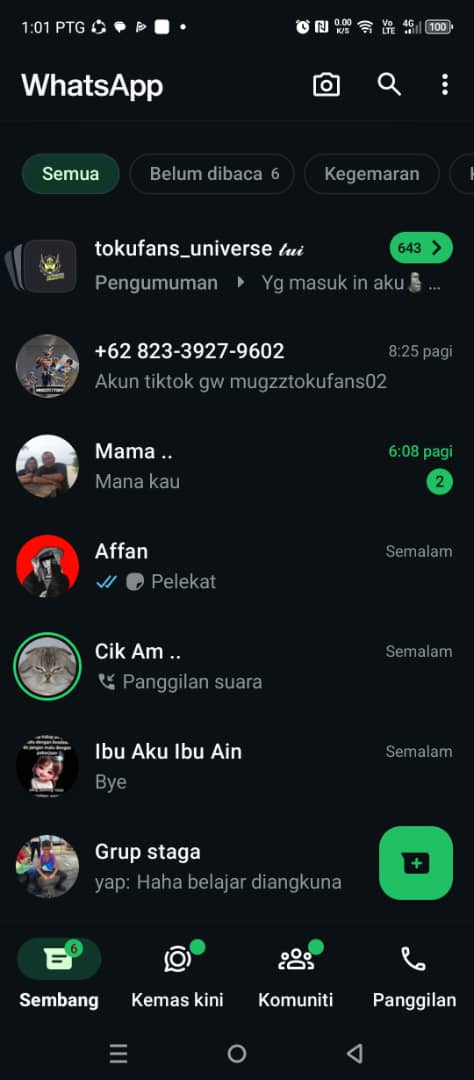 1:01 PTG
0.00 K/S Vo LTE 4G 100
WhatsApp
Semua
Belum dibaca 6
Kegemaran
tokufans_universe 𝓽𝓾𝓲
643
Pengumuman
Yg masuk in aku🗿 ...
+62 823-3927-9602
8:25 pagi
Akun tiktok gw mugzztokufans02
Mama ..
6:08 pagi
Mana kau
2
Affan
Semalam
Pelekat
Cik Am ..
Semalam
Panggilan suara
Ibu Aku Ibu Ain
Semalam
Bye
Grup staga
yap: Haha belajar diangkuna
6
Sembang
Kemas kini
Komuniti
Panggilan